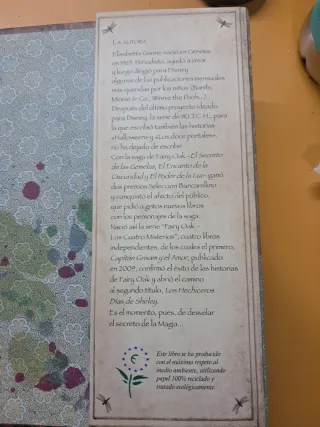 LA AUTORA
Elisabetta Gnone nació en Génova
en 1965. Periodista, ayudó a crear
y luego dirigió para Disney
algunas de las publicaciones mensuales
más queridas por los niños (Bambi,
Minnie & Co., Winnie the Pooh...).
Después del último proyecto ideado
para Disney, la serie de W.I.T.C.H., para
la que escribió también las historias
«Halloween» y «Los doce portales»,
no ha dejado de escribir.
Con la saga de Fairy Oak -El Secreto
de las Gemelas, El Encanto de la
Oscuridad y El Poder de la Luz- ganó
dos premios Selección Bancarellino
y conquistó el afecto del público,
que pidió a gritos nuevos libros
con los personajes de la saga.
Nació así la serie "Fairy Oak –
Los Cuatro Misterios", cuatro libros
independientes, de los cuales el primero,
Capitán Grisam y el Amor, publicado
en 2009, confirmó el éxito de las historias
de Fairy Oak y abrió el camino
al segundo título, Los Hechiceros
Días de Shirley.
Es el momento, pues, de desvelar
el secreto de la Magia...
Este libro se ha producido
con el máximo respeto al
medio ambiente, utilizando
papel 100% reciclado y
tratado ecológicamente.